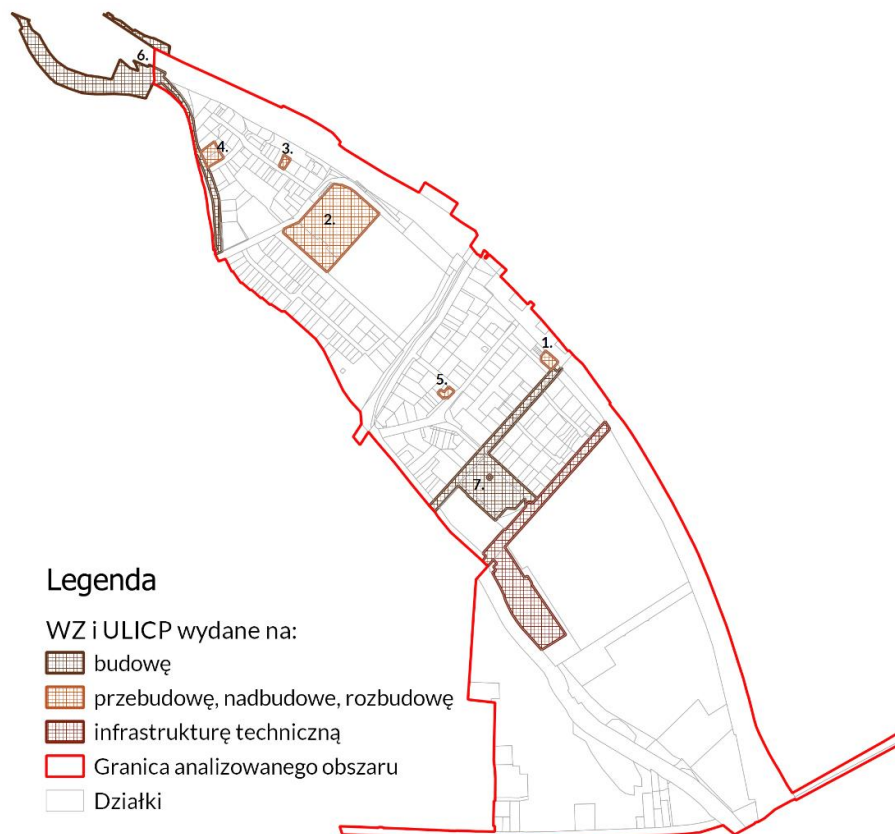 6.
4.
3.
2.
1.
5.
7.
Legenda
WZ i ULICP wydane na:
budowę
przebudowę, nadbudowe, rozbudowę
infrastrukturę techniczną
Granica analizowanego obszaru
Działki